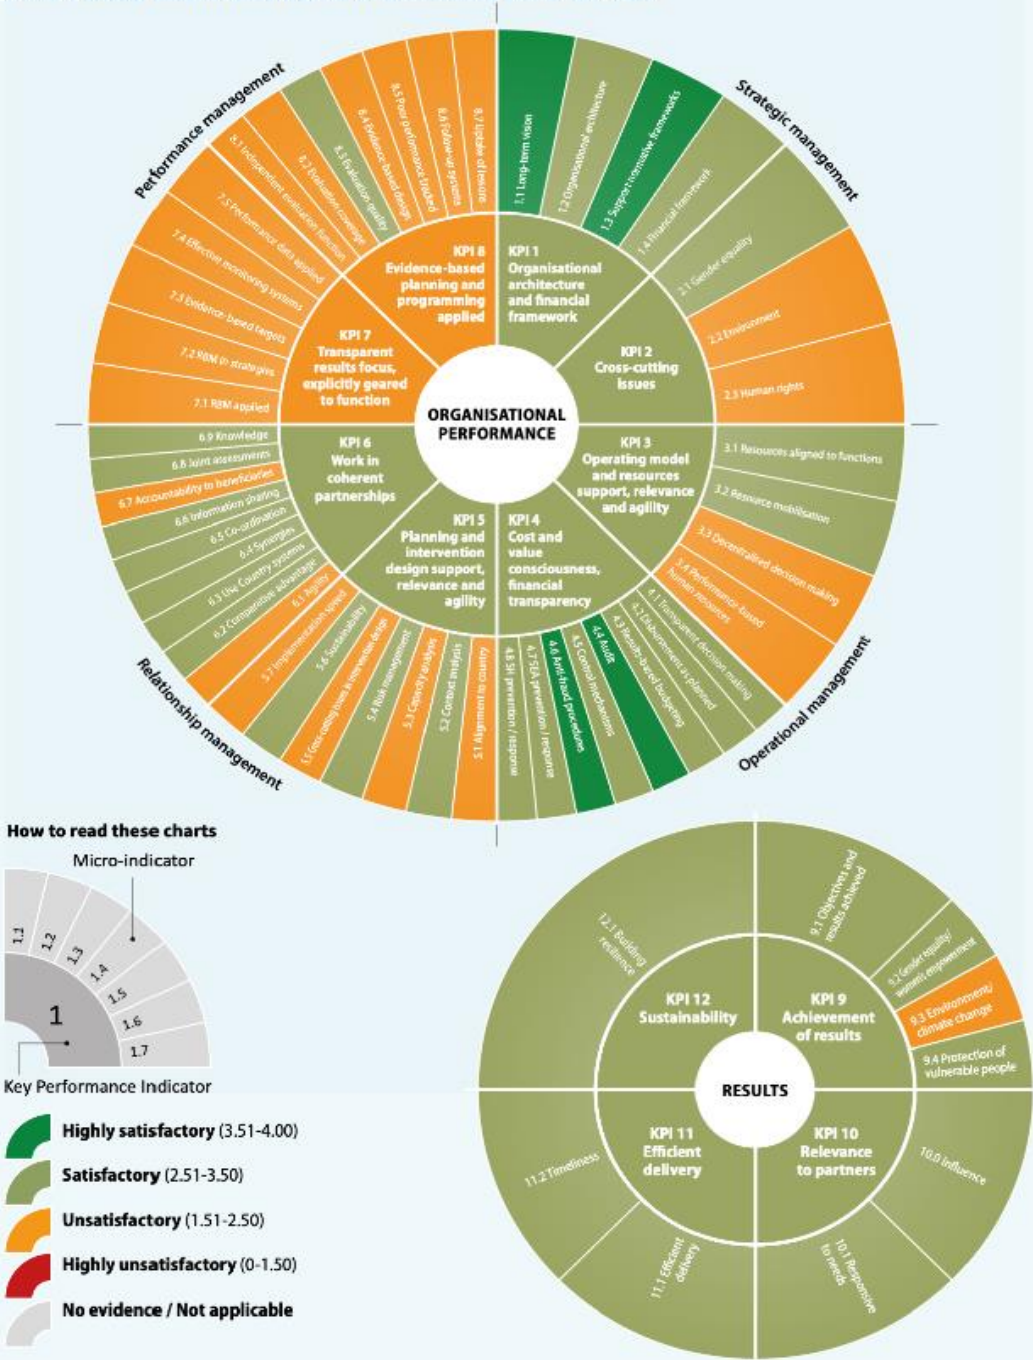 Performance management
Strategic management
Relationship management
Operational management
ORGANISATIONAL
PERFORMANCE
KPI 1
Organisational
architecture
and financial
framework
1.1 Long-term vision
1.2 Organisational architecture
1.3 Support normative frameworks
1.4 Financial framework
KPI 2
Cross-cutting
issues
2.1 Gender equality
2.2 Environment
2.3 Human rights
KPI 3
Operating model
and resources
support, relevance
and agility
3.1 Resources aligned to functions
3.2 Resource mobilisation
3.3 Decentralised decision making
3.4 Performance-based
human resources
KPI 4
Cost and
value
consciousness,
financial
transparency
4.1 Transparent decision making
4.2 Disbursement as planned
4.3 Results-based budgeting
4.4 Audit
4.5 Control mechanisms
4.6 Anti-fraud procedures
4.7 SEA prevention / response
4.8 SH prevention / response
KPI 5
Planning and
intervention
design support,
relevance and
agility
5.1 Alignment to country
5.2 Context analysis
5.3 Capacity analysis
5.4 Risk management
5.5 Cross-cutting issues in intervention design
5.6 Sustainability
5.7 Implementation speed
KPI 6
Work in
coherent
partnerships
6.1 Agility
6.2 Comparative advantage
6.3 Use Country systems
6.4 Synergies
6.5 Co-ordination
6.6 Information sharing
6.7 Accountability to beneficiaries
6.8 Joint assessments
6.9 Knowledge
KPI 7
Transparent
results focus,
explicitly geared
to function
7.1 RBM applied
7.2 RBM in strategies
7.3 Evidence-based targets
7.4 Effective monitoring systems
7.5 Performance data applied
KPI 8
Evidence-based
planning and
programming
applied
8.1 Independent evaluation function
8.2 Evaluation coverage
8.3 Evaluation quality
8.4 Evidence-based design
8.5 Poor performance tracked
8.6 Follow-up systems
8.7 Uptake of lessons
How to read these charts
Micro-indicator
1.1
1.2
1.3
1.4
1.5
1.6
1.7
1
Key Performance Indicator
Highly satisfactory (3.51-4.00)
Satisfactory (2.51-3.50)
Unsatisfactory (1.51-2.50)
Highly unsatisfactory (0-1.50)
No evidence / Not applicable
RESULTS
KPI 9
Achievement
of results
9.1 Objectives and
results achieved
9.2 Gender equality/
women's empowerment
9.3 Environment/
climate change
9.4 Protection of
vulnerable people
KPI 10
Relevance
to partners
10.0 Influence
10.1 Responsive
to needs
KPI 11
Efficient
delivery
11.1 Efficient
delivery
11.2 Timeliness
KPI 12
Sustainability
12.1 Building
resilience